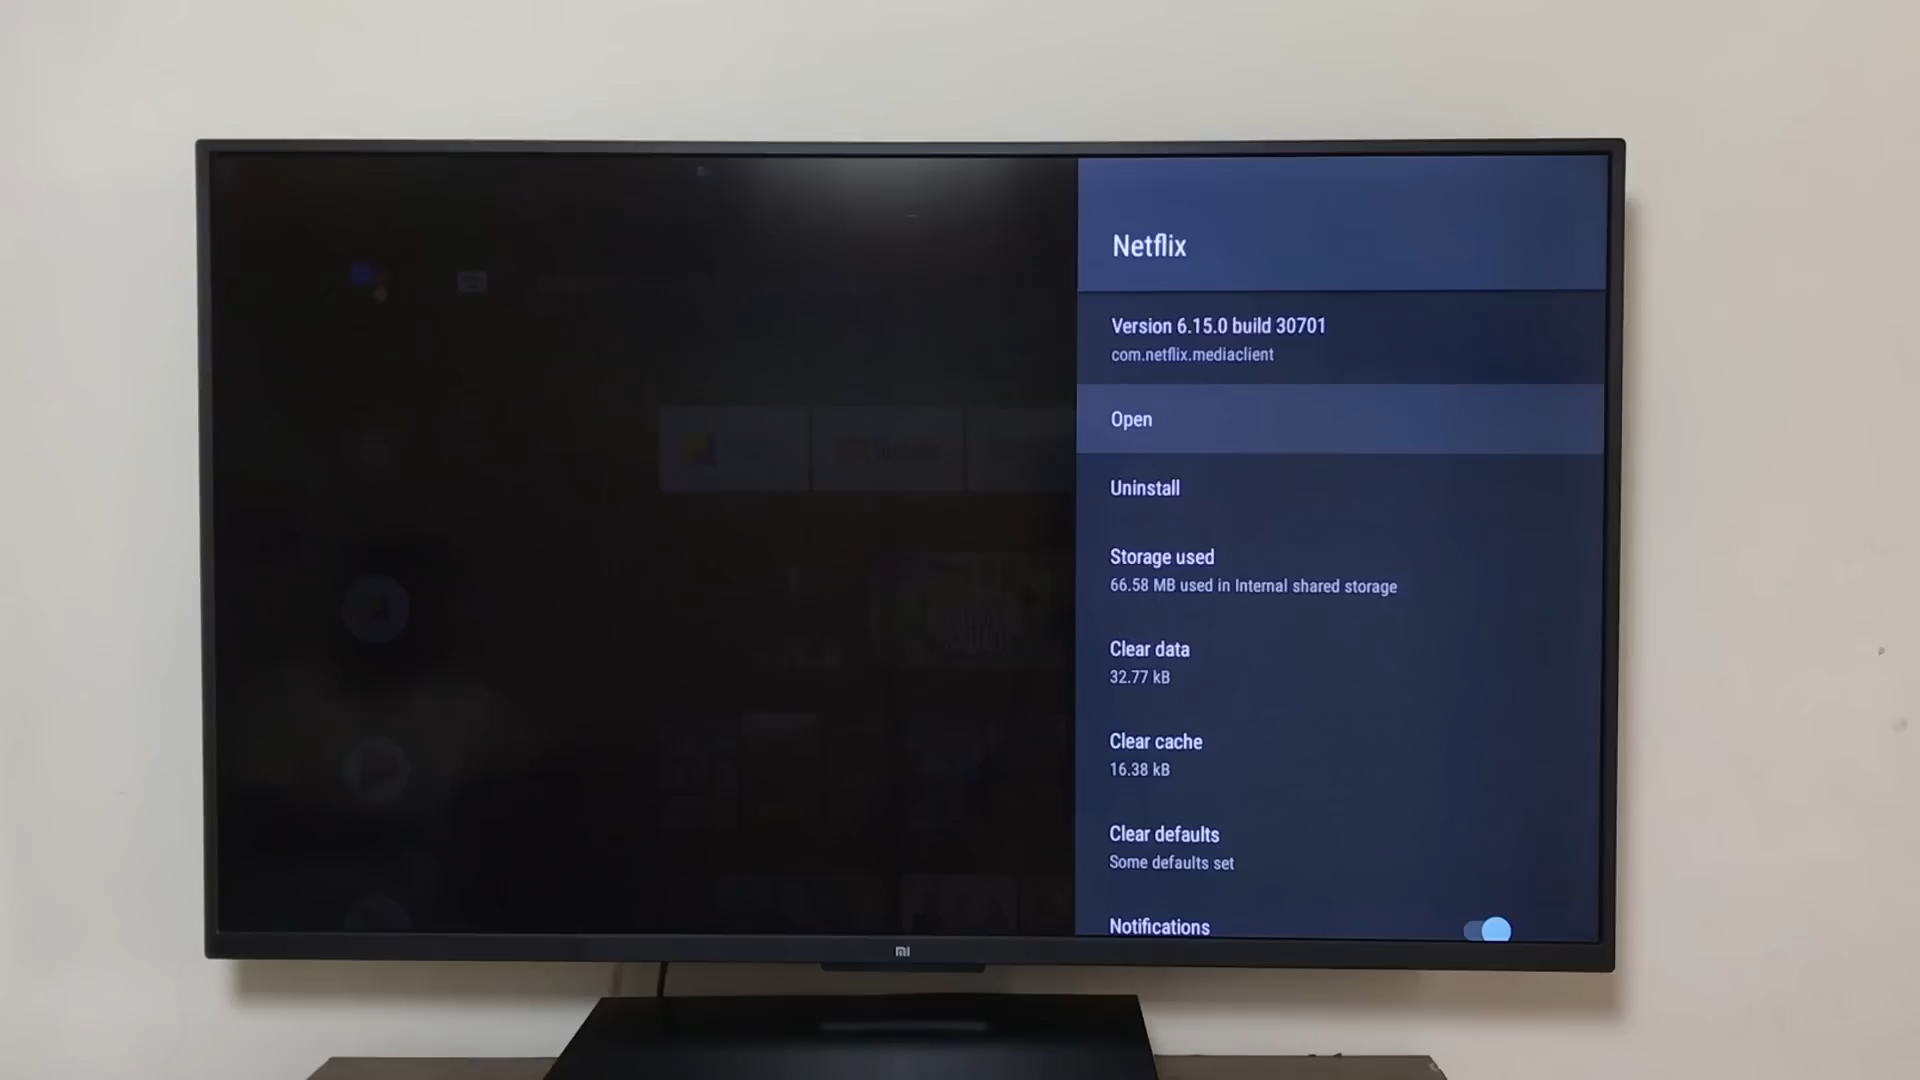 Netflix
Version 6.15.0 build 30701
com.netflix.mediaclient
Open
Uninstall
Storage used
66.58 MB used in Internal shared storage
Clear data
32.77 kB
Clear cache
16.38 kB
Clear defaults
Some defaults set
Notifications
mi